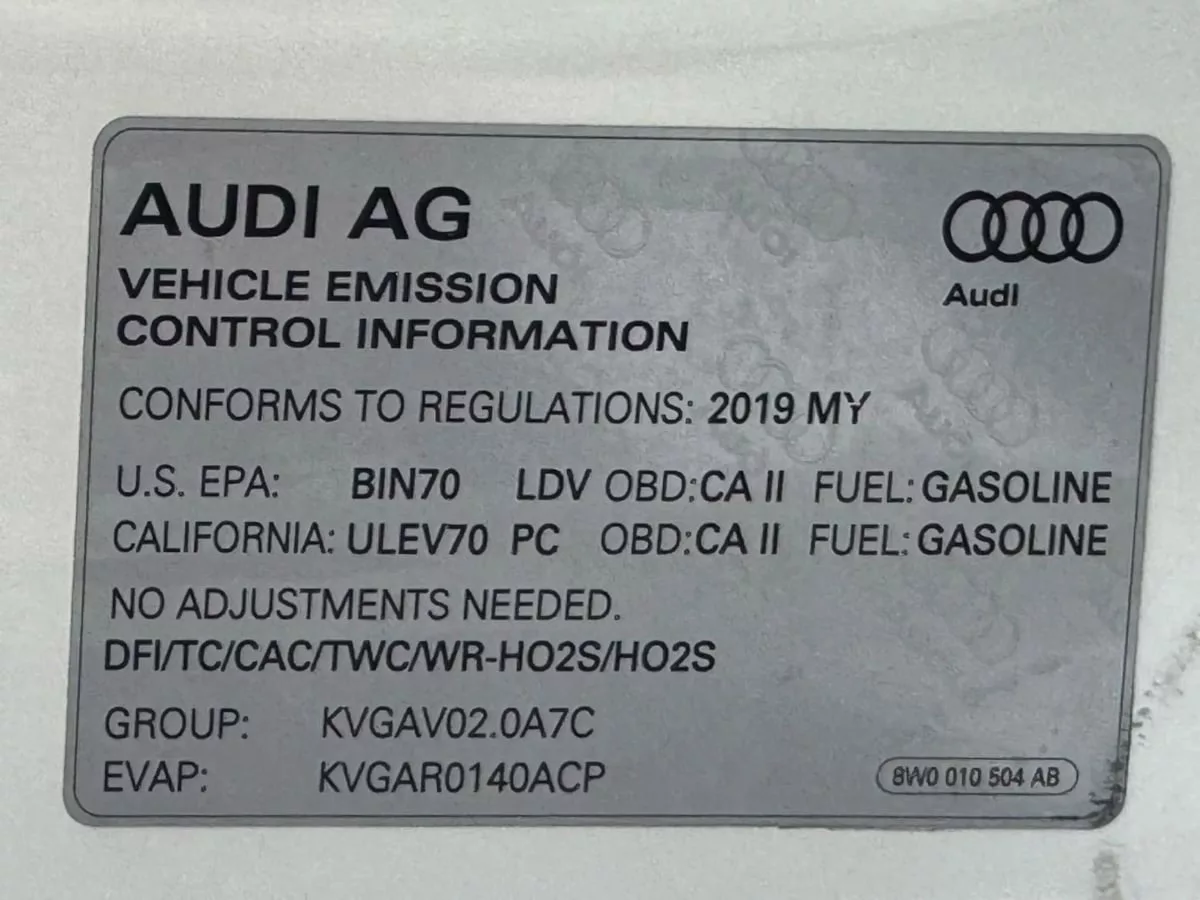 AUDI AG
Audi
VEHICLE EMISSION
CONTROL INFORMATION
CONFORMS TO REGULATIONS: 2019 MY
U.S. EPA: BIN70 LDV OBD:CA II FUEL: GASOLINE
CALIFORNIA: ULEV70 PC OBD:CA II FUEL: GASOLINE
NO ADJUSTMENTS NEEDED.
DFI/TC/CAC/TWC/WR-HO2S/HO2S
GROUP: KVGAV02.0A7C
EVAP: KVGAR0140ACP
8W0 010 504 AB